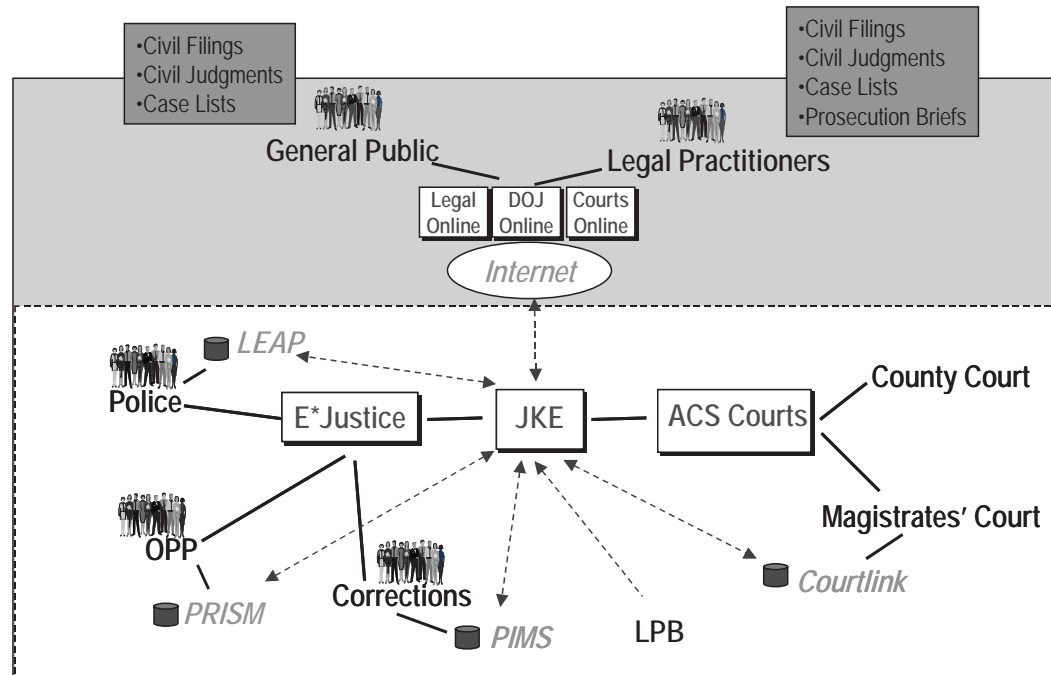 •Civil Filings
•Civil Judgments
•Case Lists
•Civil Filings
•Civil Judgments
•Case Lists
•Prosecution Briefs
General Public
Legal Practitioners
Legal
Online
DOJ
Online
Courts
Online
Internet
LEAP
Police
E*Justice
JKE
ACS Courts
County Court
OPP
Magistrates' Court
PRISM
Corrections
PIMS
LPB
Courtlink